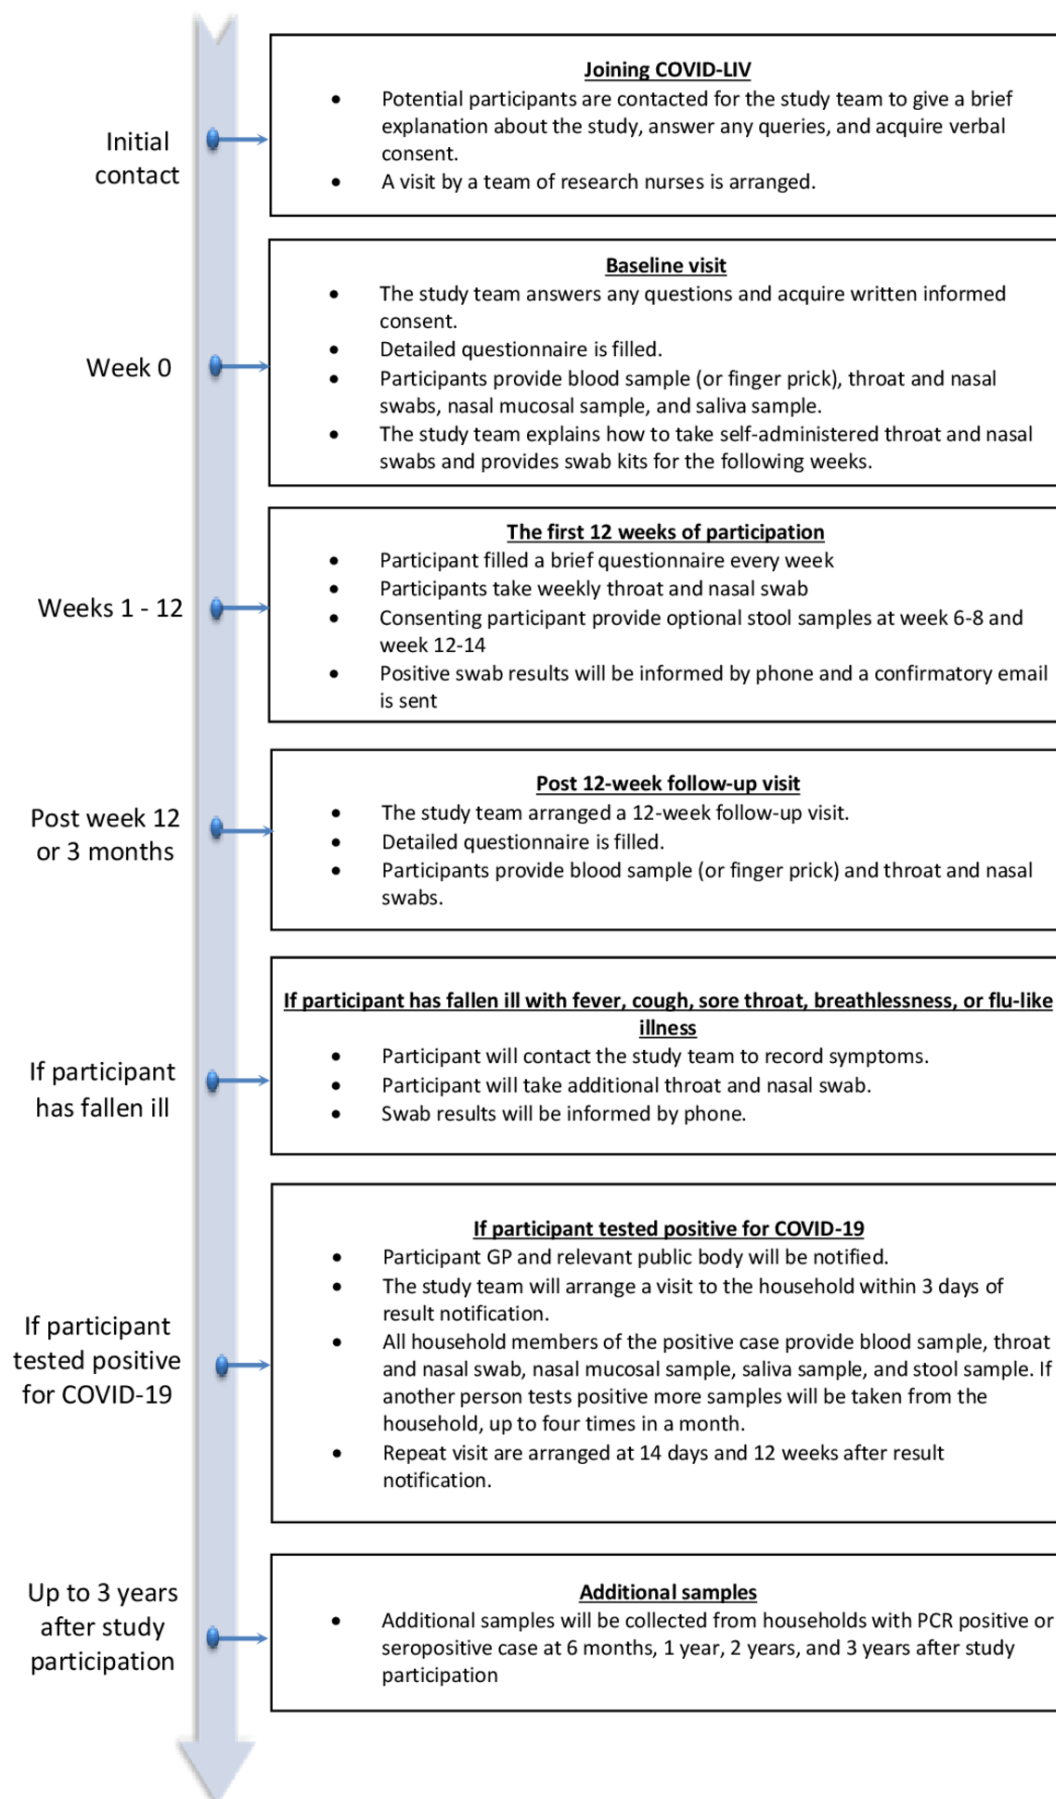 Joining COVID-LIV
• Potential participants are contacted for the study team to give a brief
explanation about the study, answer any queries, and acquire verbal
consent.
• A visit by a team of research nurses is arranged.
Initial
contact
Baseline visit
• The study team answers any questions and acquire written informed
consent.
• Detailed questionnaire is filled.
• Participants provide blood sample (or finger prick), throat and nasal
swabs, nasal mucosal sample, and saliva sample.
• The study team explains how to take self-administered throat and nasal
swabs and provides swab kits for the following weeks.
Week 0
The first 12 weeks of participation
• Participant filled a brief questionnaire every week
• Participants take weekly throat and nasal swab
• Consenting participant provide optional stool samples at week 6-8 and
week 12-14
• Positive swab results will be informed by phone and a confirmatory email
is sent
Weeks 1 - 12
Post 12-week follow-up visit
• The study team arranged a 12-week follow-up visit.
• Detailed questionnaire is filled.
• Participants provide blood sample (or finger prick) and throat and nasal
swabs.
Post week 12
or 3 months
If participant has fallen ill with fever, cough, sore throat, breathlessness, or flu-like
illness
• Participant will contact the study team to record symptoms.
• Participant will take additional throat and nasal swab.
• Swab results will be informed by phone.
If participant
has fallen ill
If participant tested positive for COVID-19
• Participant GP and relevant public body will be notified.
• The study team will arrange a visit to the household within 3 days of
result notification.
• All household members of the positive case provide blood sample, throat
and nasal swab, nasal mucosal sample, saliva sample, and stool sample. If
another person tests positive more samples will be taken from the
household, up to four times in a month.
• Repeat visit are arranged at 14 days and 12 weeks after result
notification.
If participant
tested positive
for COVID-19
Additional samples
• Additional samples will be collected from households with PCR positive or
seropositive case at 6 months, 1 year, 2 years, and 3 years after study
participation
Up to 3 years
after study
participation